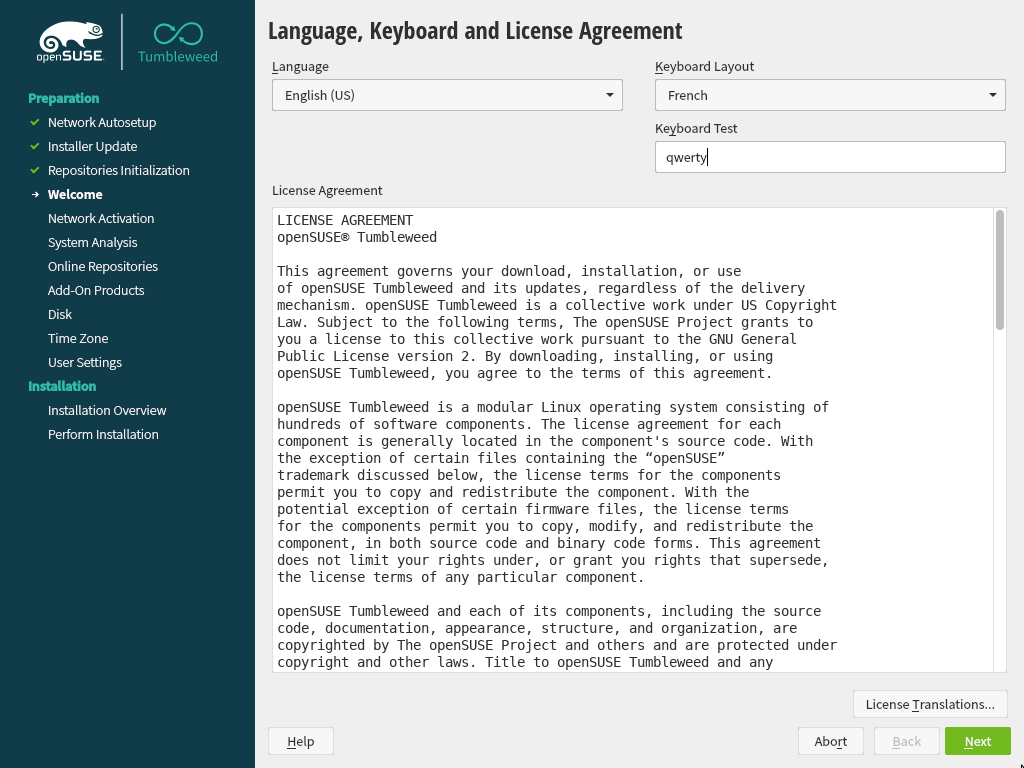 openSUSE
Tumbleweed
Preparation
Network Autosetup
Installer Update
Repositories Initialization
Welcome
Network Activation
System Analysis
Online Repositories
Add-On Products
Disk
Time Zone
User Settings
Installation
Installation Overview
Perform Installation
Language, Keyboard and License Agreement
Language
English (US)
Keyboard Layout
French
Keyboard Test
qwerty
License Agreement
LICENSE AGREEMENT
openSUSE® Tumbleweed
This agreement governs your download, installation, or use
of openSUSE Tumbleweed and its updates, regardless of the delivery
mechanism. openSUSE Tumbleweed is a collective work under US Copyright
Law. Subject to the following terms, The openSUSE Project grants to
you a license to this collective work pursuant to the GNU General
Public License version 2. By downloading, installing, or using
openSUSE Tumbleweed, you agree to the terms of this agreement.
openSUSE Tumbleweed is a modular Linux operating system consisting of
hundreds of software components. The license agreement for each
component is generally located in the component's source code. With
the exception of certain files containing the “openSUSE”
trademark discussed below, the license terms for the components
permit you to copy and redistribute the component. With the
potential exception of certain firmware files, the license terms
for the components permit you to copy, modify, and redistribute the
component, in both source code and binary code forms. This agreement
does not limit your rights under, or grant you rights that supersede,
the license terms of any particular component.
openSUSE Tumbleweed and each of its components, including the source
code, documentation, appearance, structure, and organization, are
copyrighted by The openSUSE Project and others and are protected under
copyright and other laws. Title to openSUSE Tumbleweed and any
License Translations...
Help
Abort
Back
Next